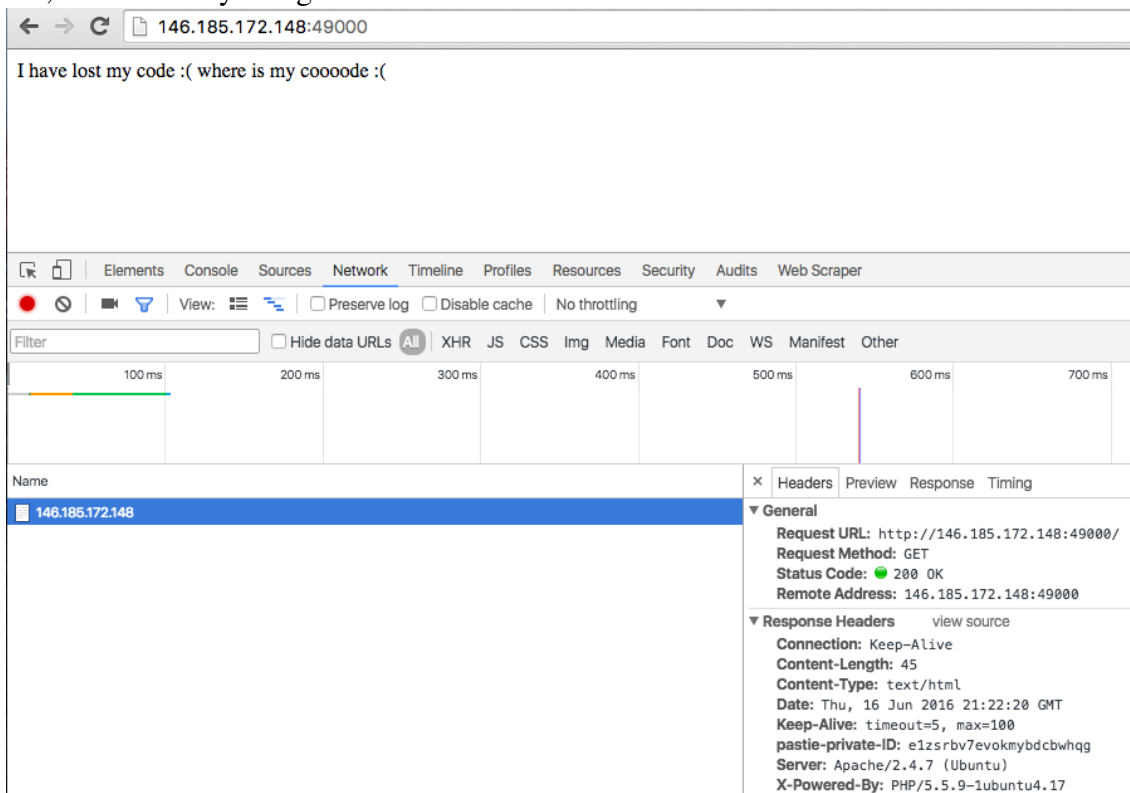 146.185.172.148:49000
I have lost my code :( where is my coooode :(
Elements Console Sources Network Timeline Profiles Resources Security Audits Web Scraper
View: Preserve log Disable cache No throttling
Filter Hide data URLs All XHR JS CSS Img Media Font Doc WS Manifest Other
100 ms 200 ms 300 ms 400 ms 500 ms 600 ms 700 ms
Name × Headers Preview Response Timing
146.185.172.148
General
Request URL: http://146.185.172.148:49000/
Request Method: GET
Status Code: 200 OK
Remote Address: 146.185.172.148:49000
Response Headers view source
Connection: Keep-Alive
Content-Length: 45
Content-Type: text/html
Date: Thu, 16 Jun 2016 21:22:20 GMT
Keep-Alive: timeout=5, max=100
pastie-private-ID: e1zsrbv7evokmybdcbwhqg
Server: Apache/2.4.7 (Ubuntu)
X-Powered-By: PHP/5.5.9-1ubuntu4.17